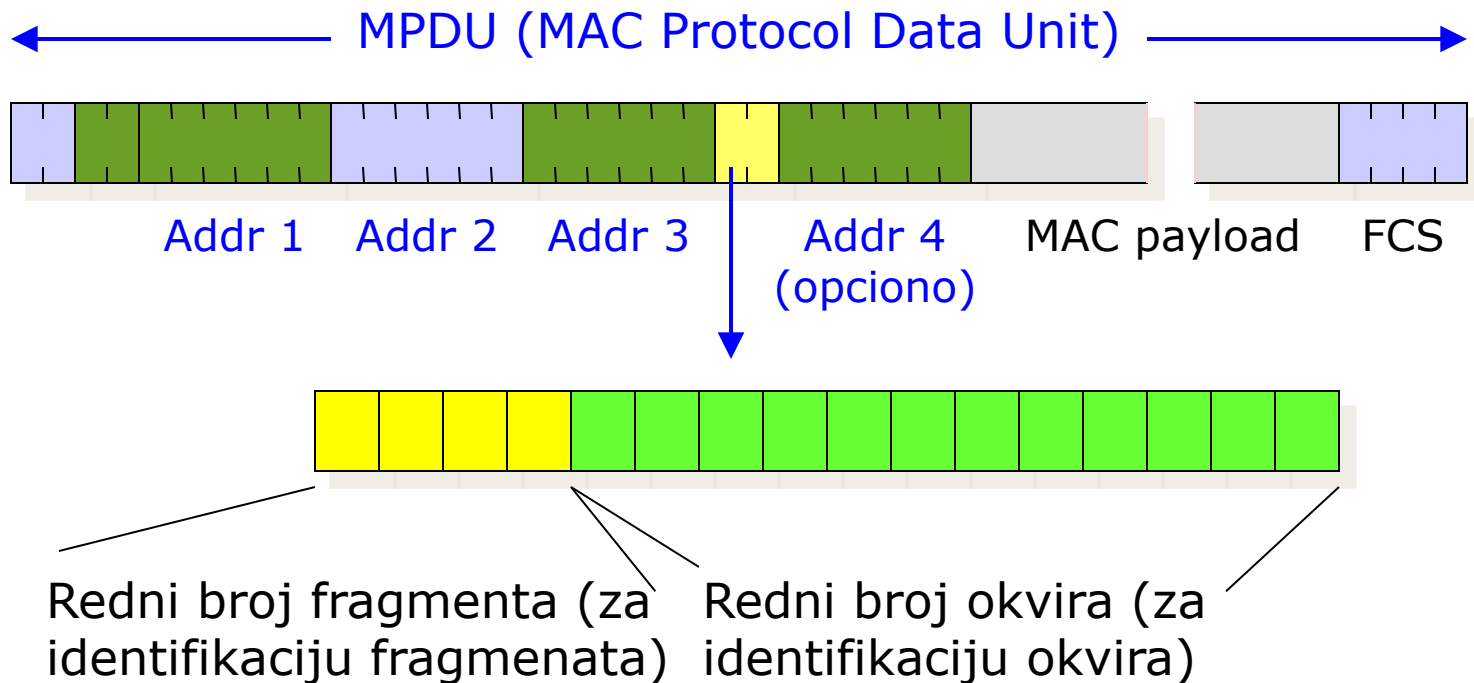 MPDU (MAC Protocol Data Unit)
Addr 1 Addr 2 Addr 3 Addr 4 MAC payload FCS
(opciono)
Redni broj fragmenta (za
identifikaciju fragmenata)
Redni broj okvira (za
identifikaciju okvira)